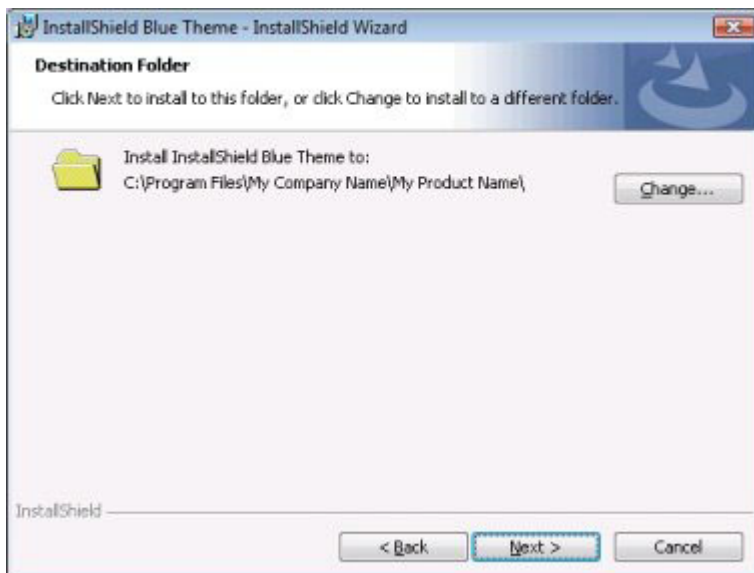 InstallShield Blue Theme - InstallShield Wizard
Destination Folder
Click Next to install to this folder, or click Change to install to a different folder.
Install InstallShield Blue Theme to:
C:\Program Files\My Company Name\My Product Name\
Change...
InstallShield
< Back
Next >
Cancel